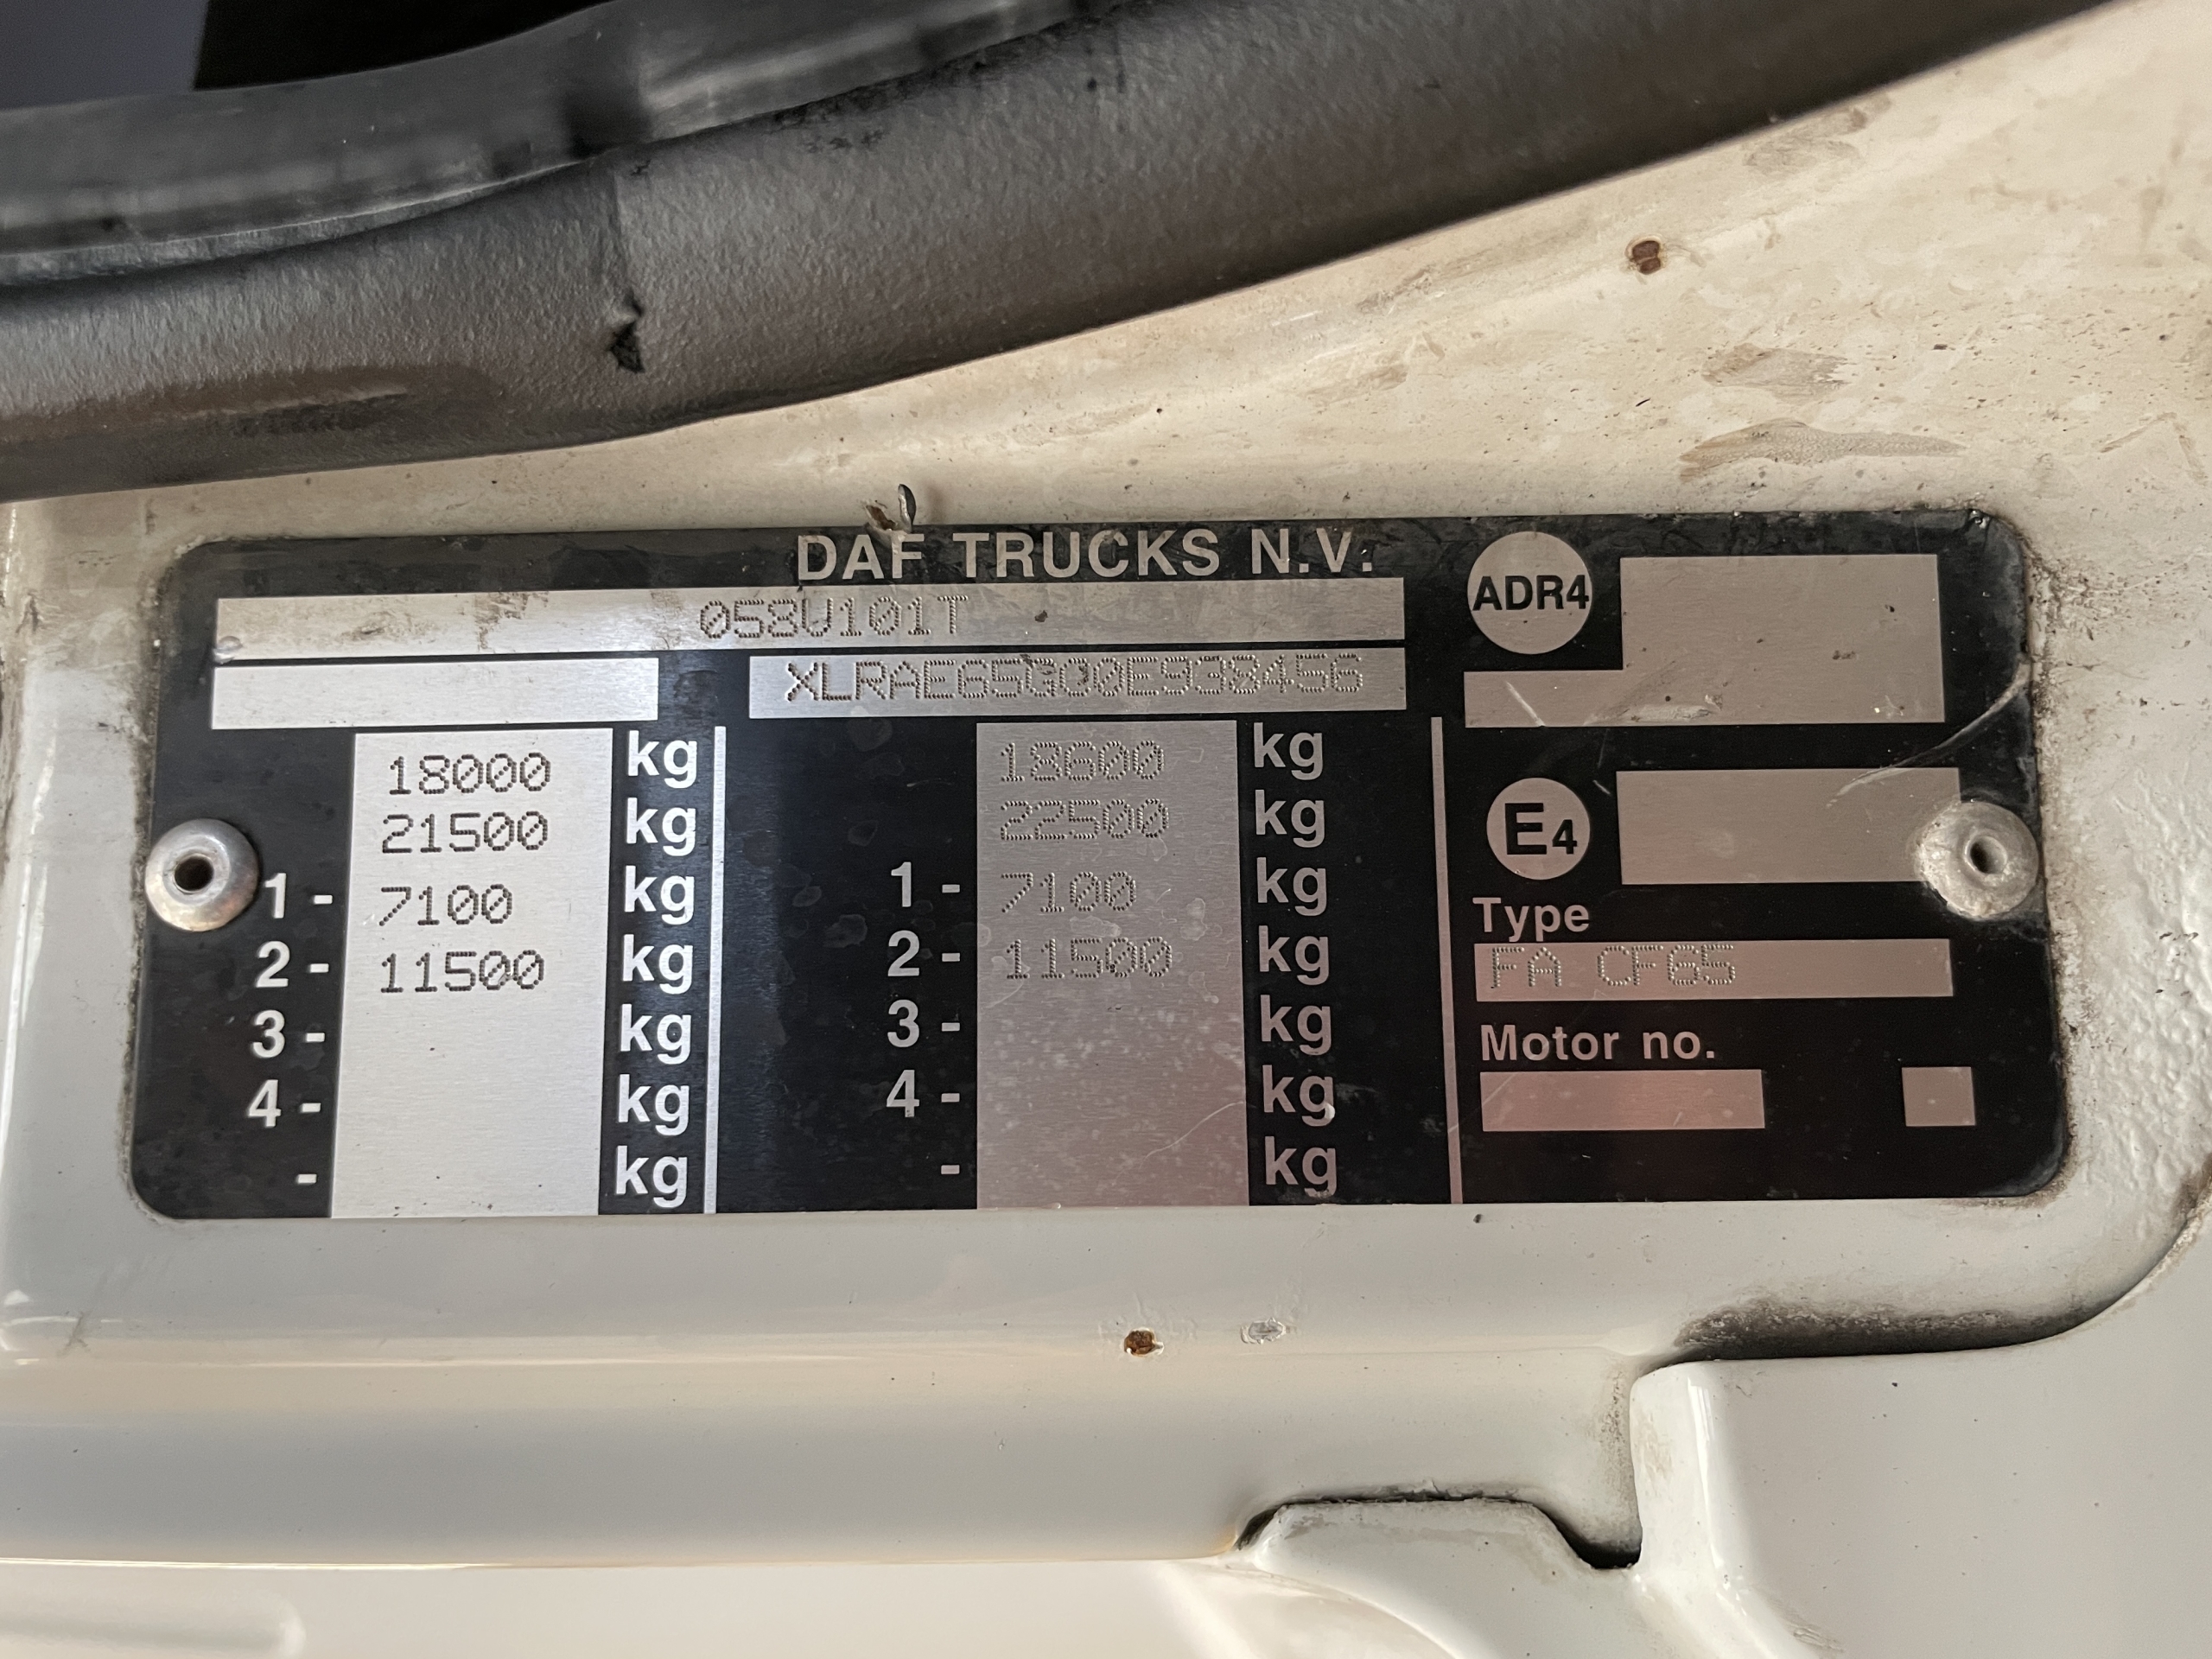 DAF TRUCKS N.V.
058U101T
XLRAE65GC0E938456
18000 kg
21500 kg
1 - 7100 kg
2 - 11500 kg
3 - kg
4 - kg
- kg
18600 kg
22500 kg
1 - 7100 kg
2 - 11500 kg
3 - kg
4 - kg
- kg
ADR4
E4
Type
FA CF65
Motor no.